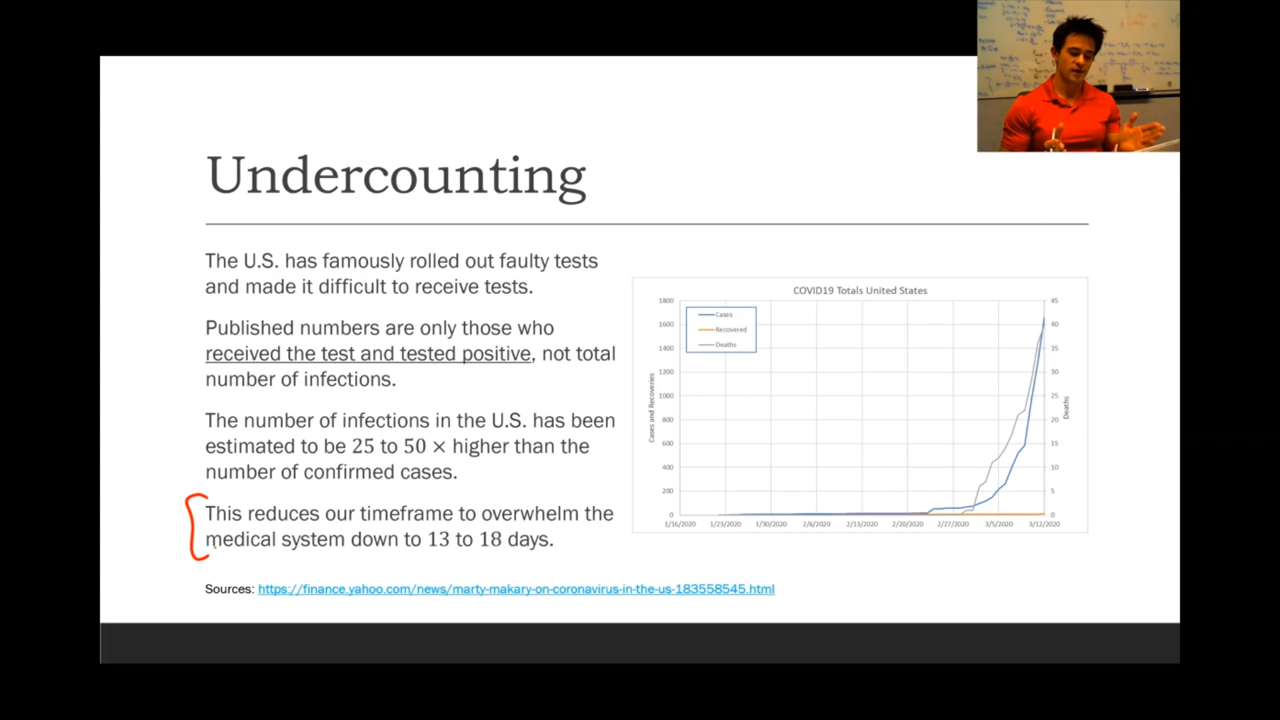 Undercounting
The U.S. has famously rolled out faulty tests
and made it difficult to receive tests.
Published numbers are only those who
received the test and tested positive, not total
number of infections.
The number of infections in the U.S. has been
estimated to be 25 to 50 × higher than the
number of confirmed cases.
This reduces our timeframe to overwhelm the
medical system down to 13 to 18 days.
Sources: https://finance.yahoo.com/news/marty-makary-on-coronavirus-in-the-us-183558545.html
COVID19 Totals United States
Cases
Recovered
Deaths
Cases and Recoveries
1800
1600
1400
1200
1000
800
600
400
200
0
45
40
35
30
25
20
15
10
5
0
Deaths
1/16/2020 1/23/2020 1/30/2020 2/6/2020 2/13/2020 2/20/2020 2/27/2020 3/5/2020 3/12/2020